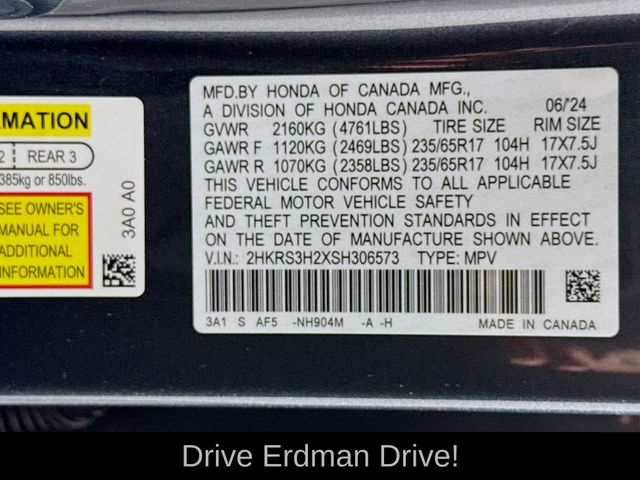 MATION
2 REAR 3
385kg or 850lbs.
SEE OWNER'S
MANUAL FOR
ADDITIONAL
INFORMATION
3A0 A0
MFD.BY HONDA OF CANADA MFG.,
A DIVISION OF HONDA CANADA INC. 06/'24
GVWR 2160KG (4761LBS) TIRE SIZE RIM SIZE
GAWR F 1120KG (2469LBS) 235/65R17 104H 17X7.5J
GAWR R 1070KG (2358LBS) 235/65R17 104H 17X7.5J
THIS VEHICLE CONFORMS TO ALL APPLICABLE
FEDERAL MOTOR VEHICLE SAFETY
AND THEFT PREVENTION STANDARDS IN EFFECT
ON THE DATE OF MANUFACTURE SHOWN ABOVE.
V.I.N.: 2HKRS3H2XSH306573 TYPE: MPV
3A1 S AF5 -NH904M -A -H MADE IN CANADA
Drive Erdman Drive!